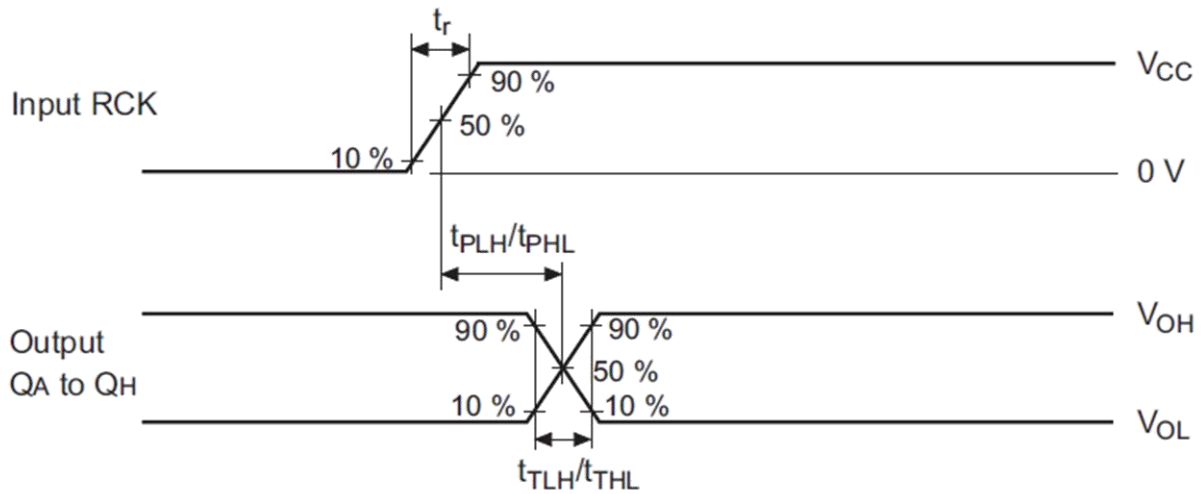 tr
VCC
90 %
Input RCK
50 %
10 %
0 V
tPLH/tPHL
VOH
90 %
90 %
Output
QA to QH
50 %
10 %
10 %
VOL
tTLH/tTHL